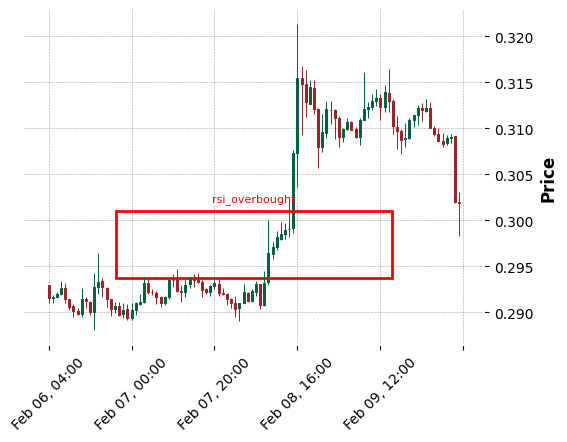 0.320
0.315
0.310
0.305
0.300
0.295
0.290
Price
rsi_overbought
Feb 06, 04:00
Feb 07, 00:00
Feb 07, 20:00
Feb 08, 16:00
Feb 09, 12:00